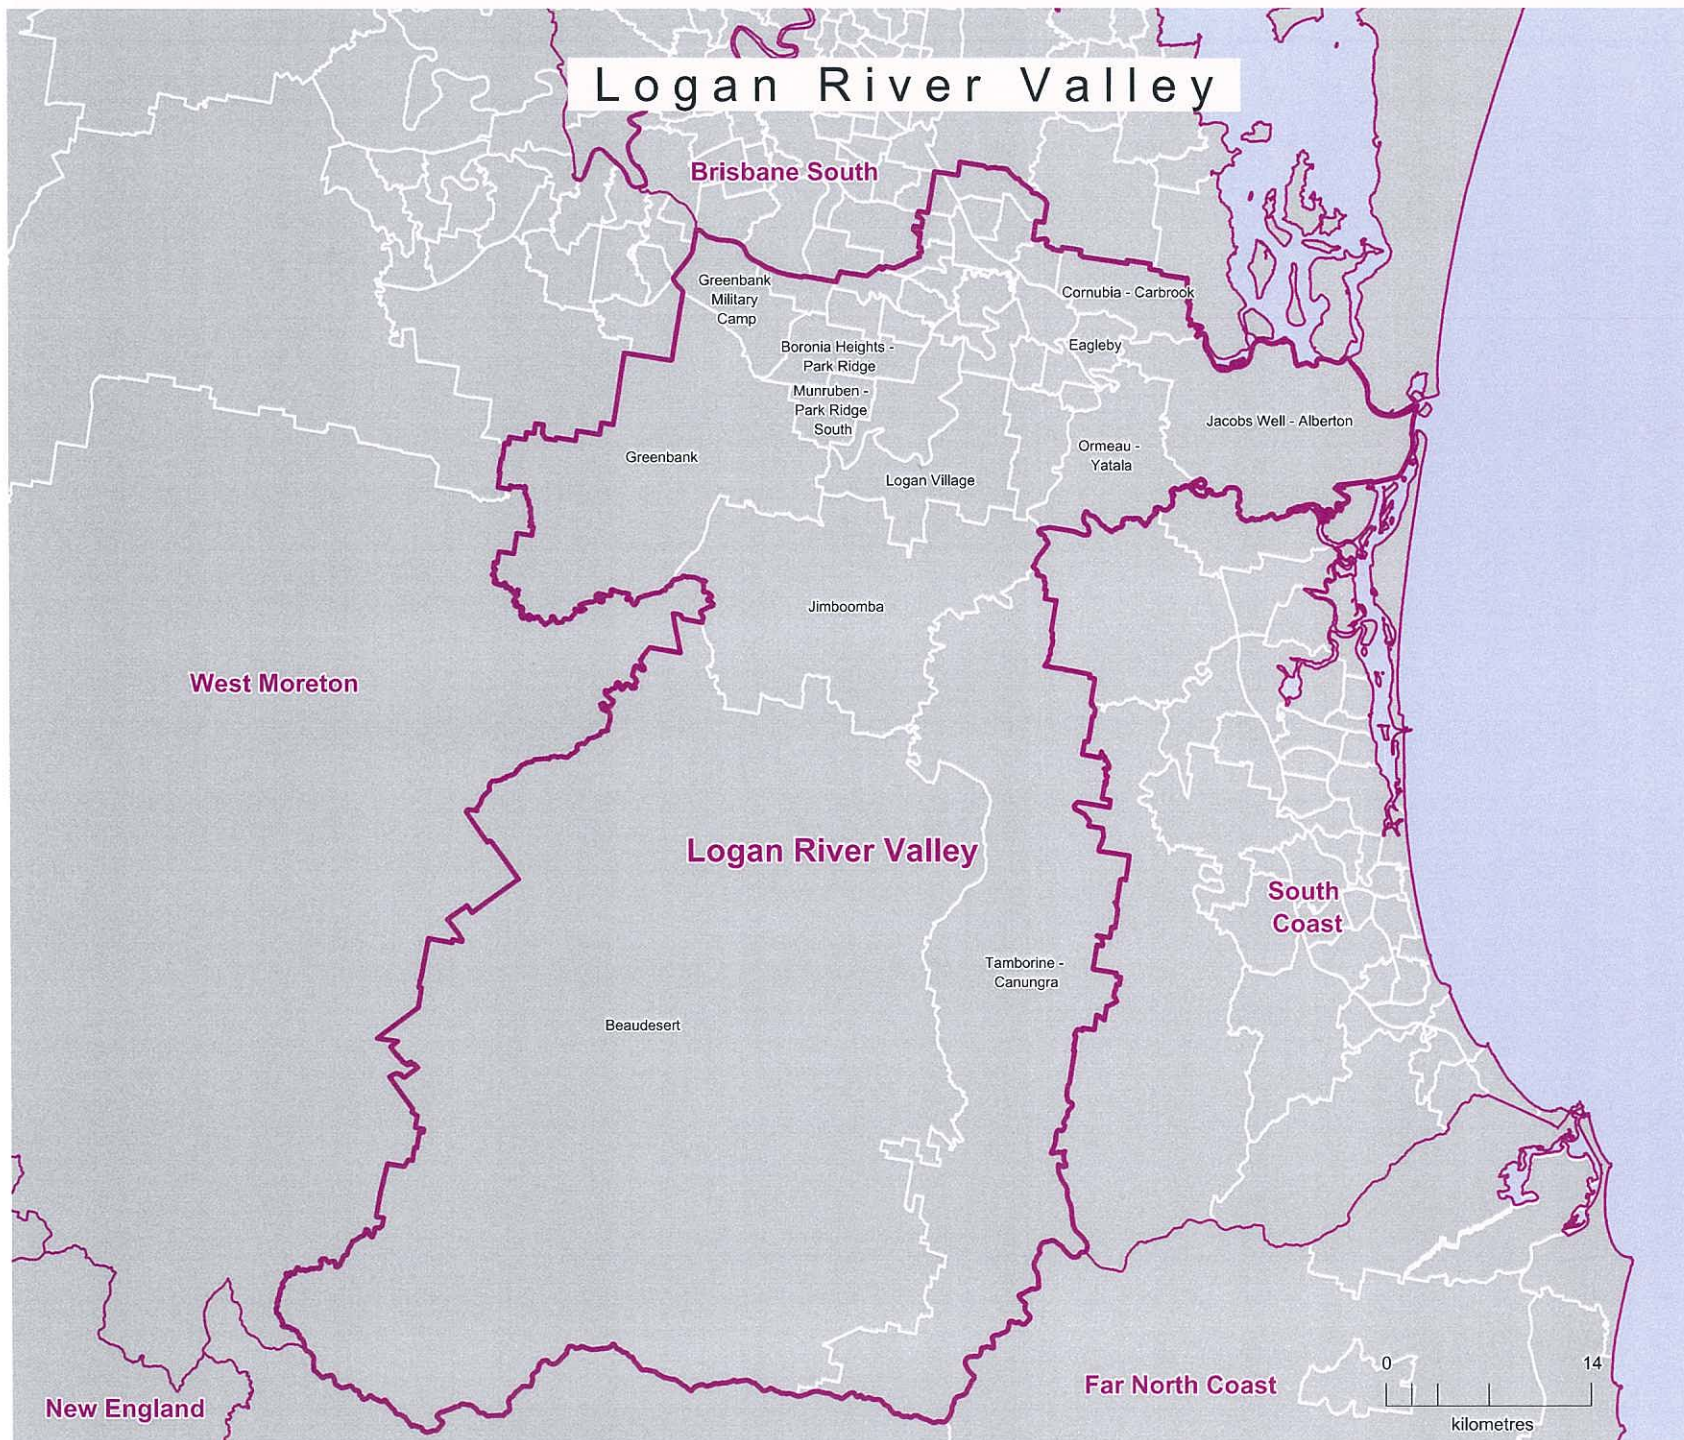 Logan River Valley
Brisbane South
Greenbank
Military
Camp
Cornubia - Carbrook
Boronia Heights -
Park Ridge
Eagleby
Munruben -
Park Ridge
South
Jacobs Well - Alberton
Greenbank
Ormeau -
Yatala
Logan Village
Jimboomba
West Moreton
Logan River Valley
South
Coast
Tamborine -
Canungra
Beaudesert
New England
Far North Coast
0 14
kilometres